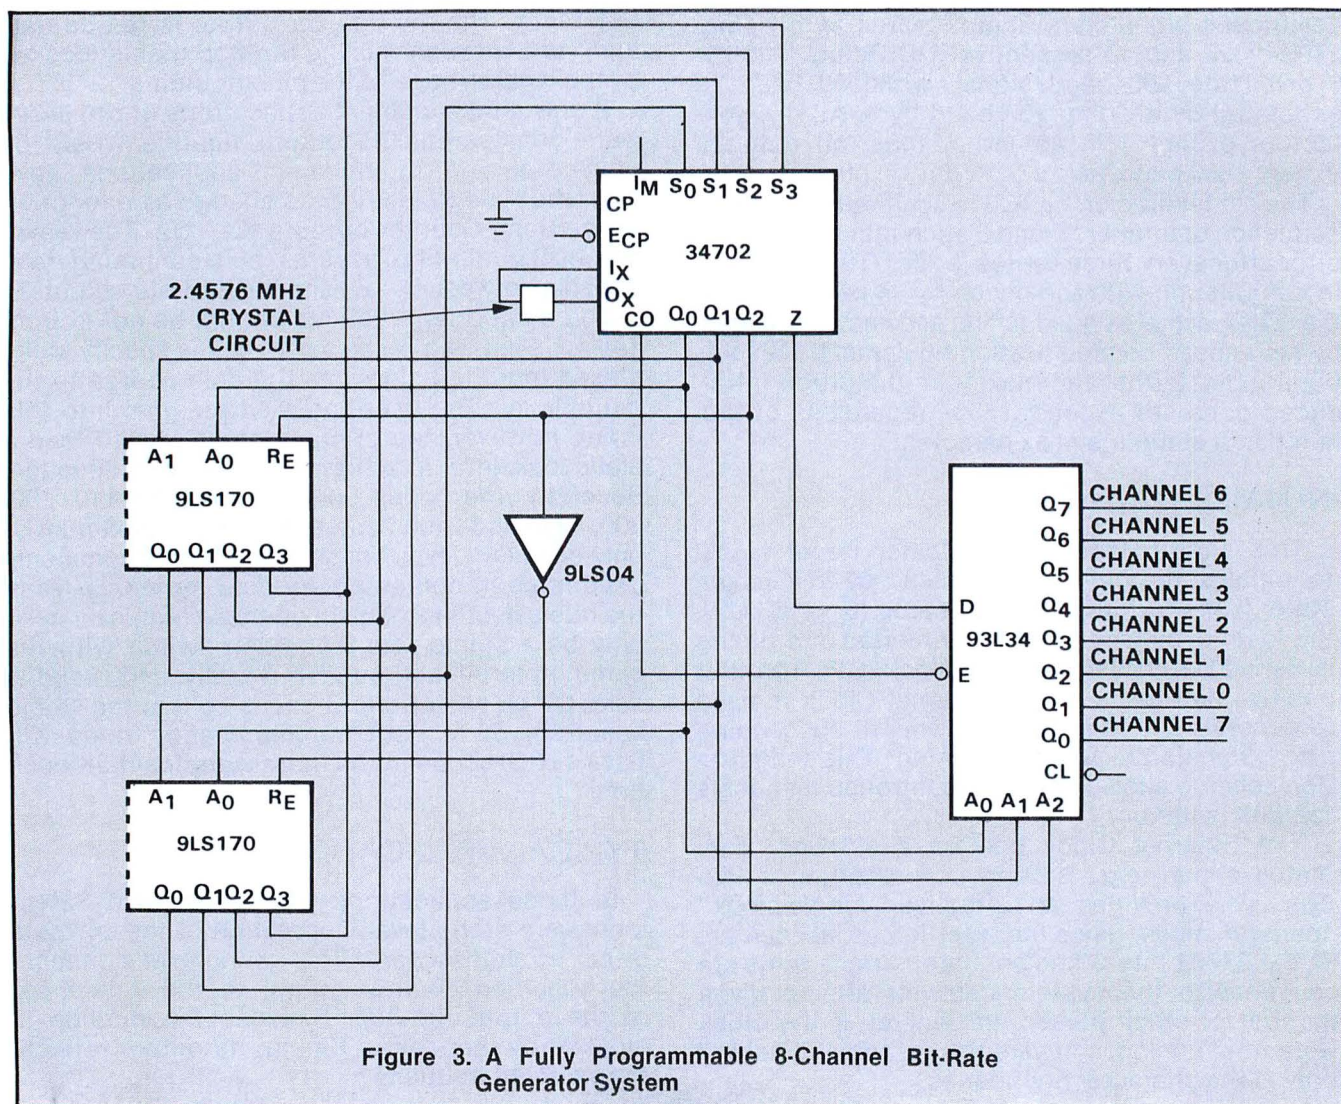 IM S0 S1 S2 S3
CP
ECP
34702
IX
OX
CO Q0 Q1 Q2 Z
2.4576 MHz
CRYSTAL
CIRCUIT
A1 A0 RE
9LS170
Q0 Q1 Q2 Q3
9LS04
A1 A0 RE
9LS170
Q0 Q1 Q2 Q3
Q7 CHANNEL 6
Q6 CHANNEL 5
Q5 CHANNEL 4
D Q4 CHANNEL 3
93L34 Q3 CHANNEL 2
E Q2 CHANNEL 1
Q1 CHANNEL 0
Q0 CHANNEL 7
CL
A0 A1 A2
Figure 3. A Fully Programmable 8-Channel Bit-Rate
Generator System